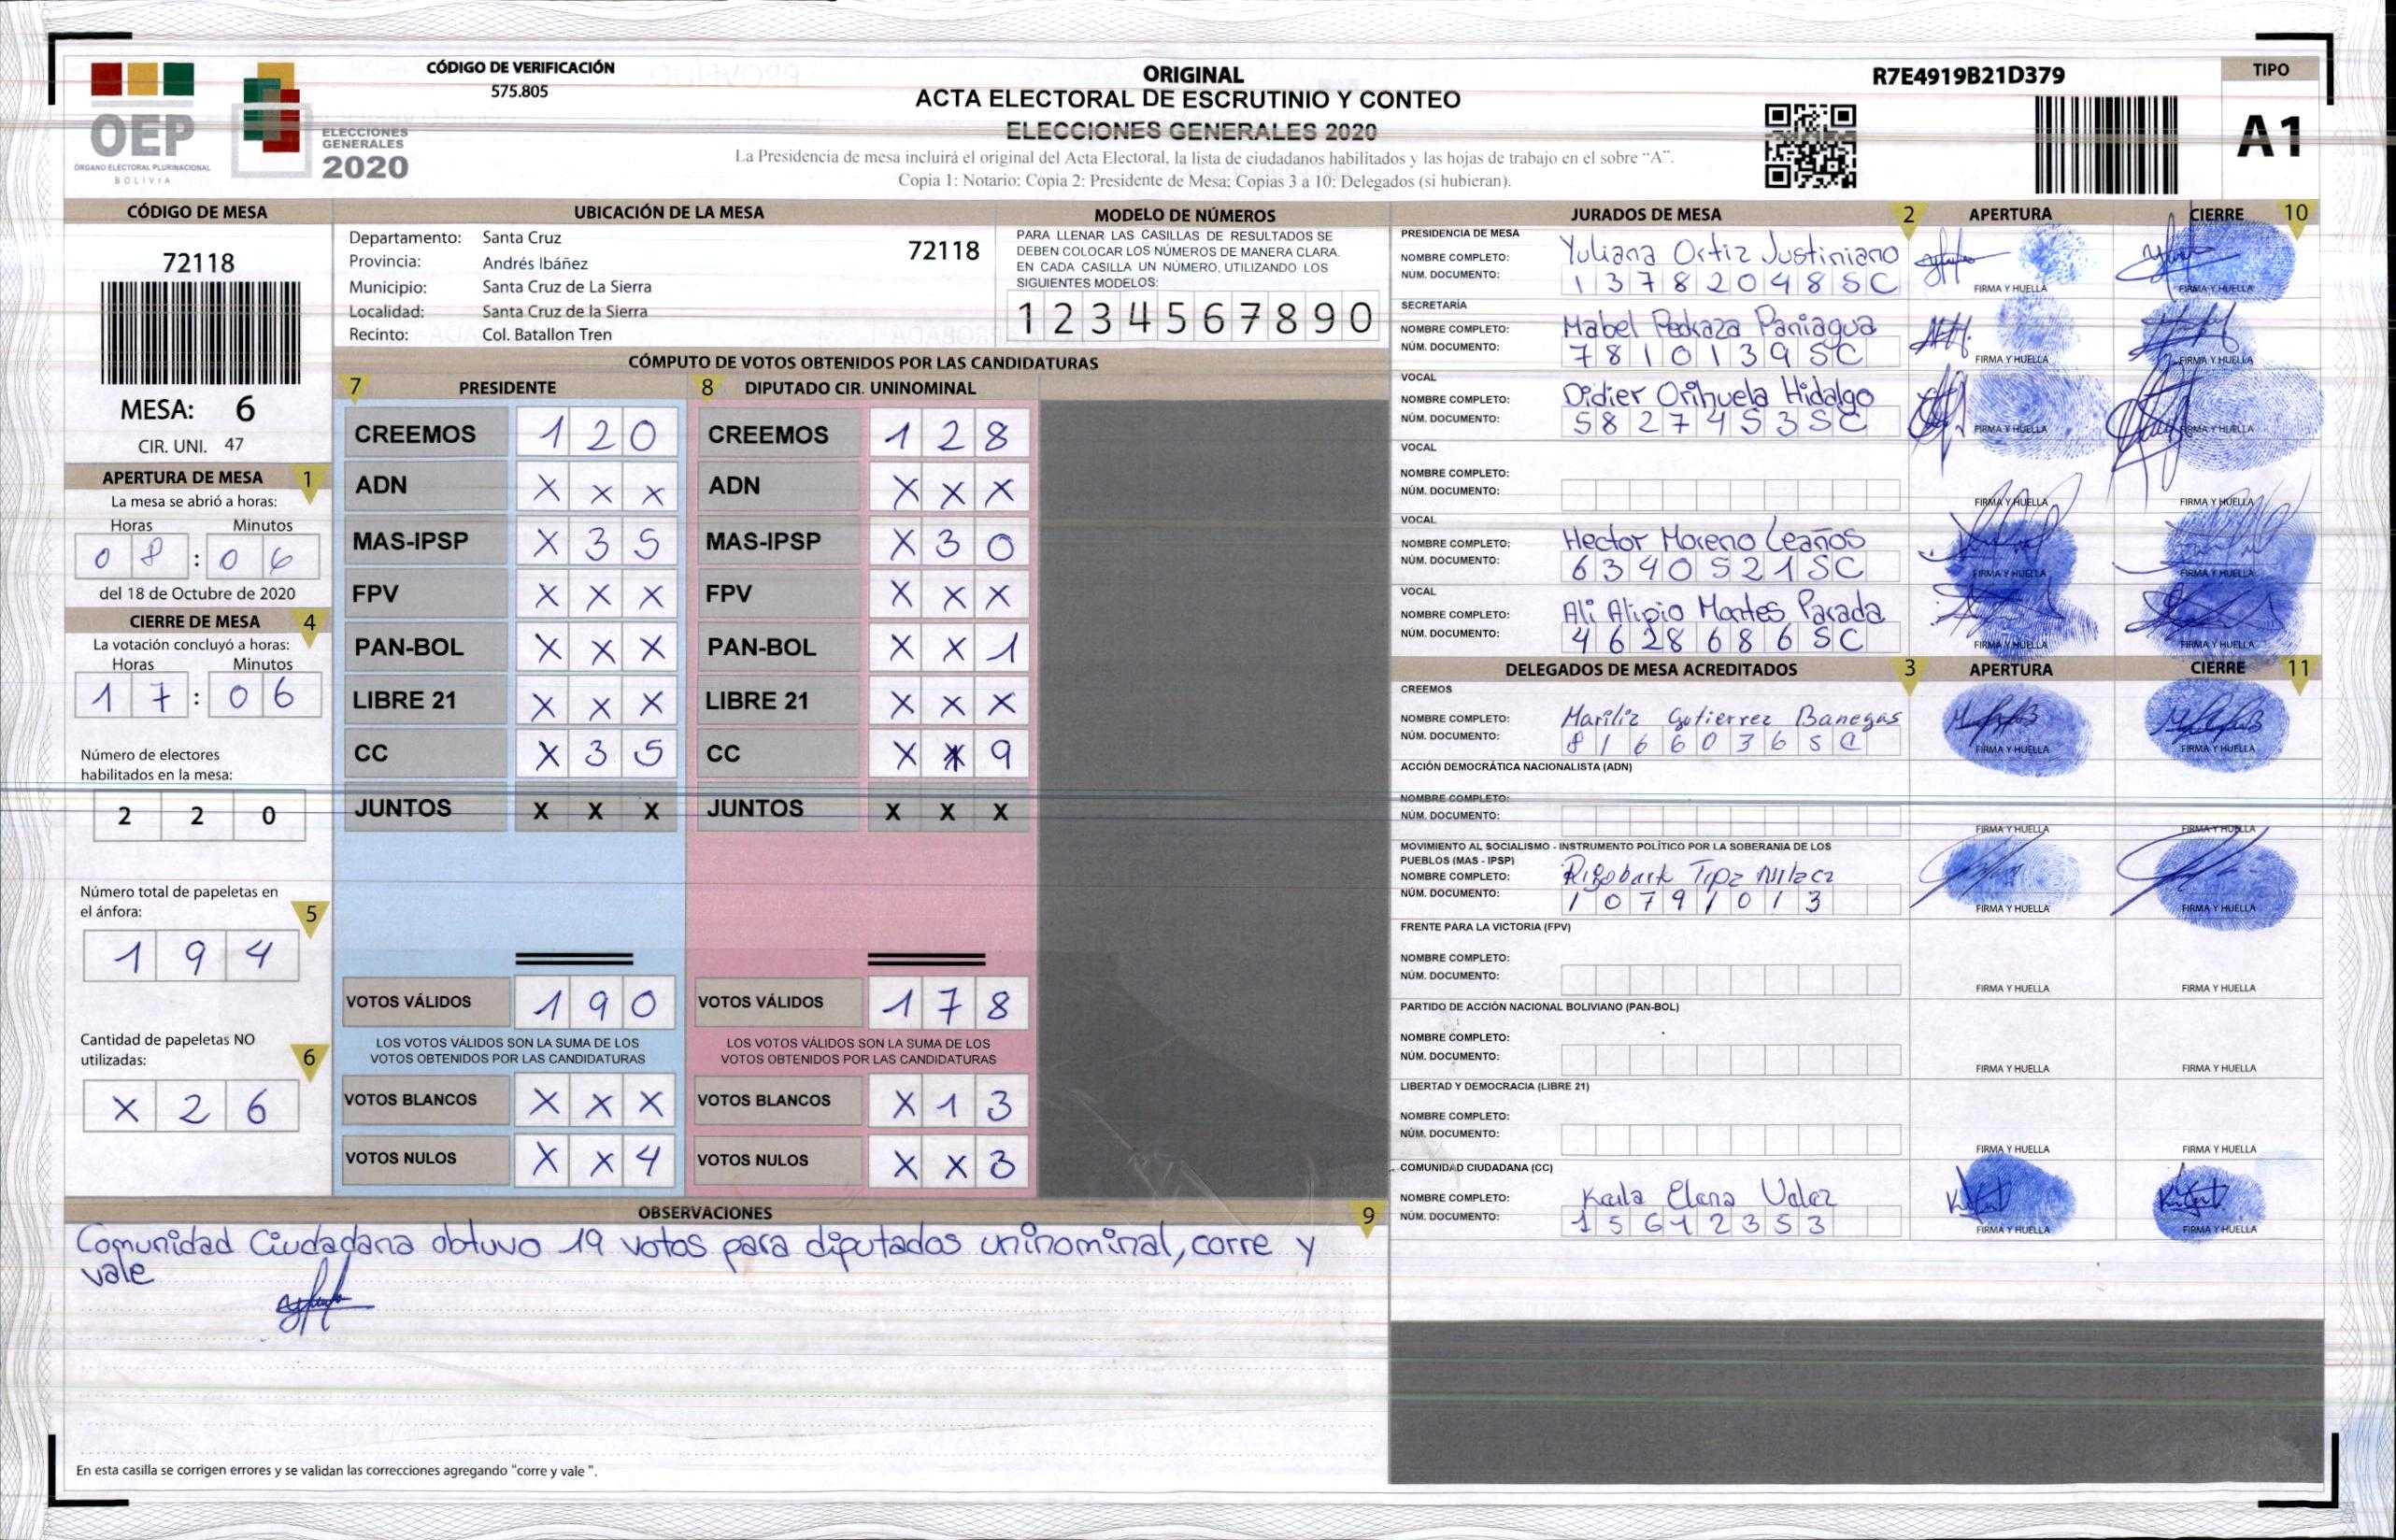 CÓDIGO DE VERIFICACIÓN
575.805
ORIGINAL
ACTA ELECTORAL DE ESCRUTINIO Y CONTEO
ELECCIONES GENERALES 2020
La Presidencia de mesa incluirá el original del Acta Electoral, la lista de ciudadanos habilitados y las hojas de trabajo en el sobre "A".
Copia 1: Notario; Copia 2: Presidente de Mesa; Copias 3 a 10: Delegados (si hubieran).
R7E4919B21D379
TIPO
A1
OEP
ÓRGANO ELECTORAL PLURINACIONAL
BOLIVIA
ELECCIONES
GENERALES
2020
CÓDIGO DE MESA
72118
MESA: 6
CIR. UNI. 47
APERTURA DE MESA 1
La mesa se abrió a horas:
Horas Minutos
0 8 : 0 6
del 18 de Octubre de 2020
CIERRE DE MESA 4
La votación concluyó a horas:
Horas Minutos
1 7 : 0 6
Número de electores
habilitados en la mesa:
2 2 0
Número total de papeletas en
el ánfora: 5
1 9 4
Cantidad de papeletas NO
utilizadas: 6
X 2 6
UBICACIÓN DE LA MESA
Departamento: Santa Cruz 72118
Provincia: Andrés Ibáñez
Municipio: Santa Cruz de La Sierra
Localidad: Santa Cruz de la Sierra
Recinto: Col. Batallon Tren
MODELO DE NÚMEROS
PARA LLENAR LAS CASILLAS DE RESULTADOS SE
DEBEN COLOCAR LOS NÚMEROS DE MANERA CLARA.
EN CADA CASILLA UN NÚMERO, UTILIZANDO LOS
SIGUIENTES MODELOS:
1 2 3 4 5 6 7 8 9 0
CÓMPUTO DE VOTOS OBTENIDOS POR LAS CANDIDATURAS
7 PRESIDENTE 8 DIPUTADO CIR. UNINOMINAL
CREEMOS 1 2 0 CREEMOS 1 2 8
ADN X X X ADN X X X
MAS-IPSP X 3 5 MAS-IPSP X 3 0
FPV X X X FPV X X X
PAN-BOL X X X PAN-BOL X X 1
LIBRE 21 X X X LIBRE 21 X X X
CC X 3 5 CC X 9
JUNTOS X X X JUNTOS X X X
VOTOS VÁLIDOS 1 9 0 VOTOS VÁLIDOS 1 7 8
LOS VOTOS VÁLIDOS SON LA SUMA DE LOS LOS VOTOS VÁLIDOS SON LA SUMA DE LOS
VOTOS OBTENIDOS POR LAS CANDIDATURAS VOTOS OBTENIDOS POR LAS CANDIDATURAS
VOTOS BLANCOS X X X VOTOS BLANCOS X 1 3
VOTOS NULOS X X 4 VOTOS NULOS X X 3
OBSERVACIONES 9
Comunidad Ciudadana obtuvo 19 votos para diputados uninominal, corre y
vale
En esta casilla se corrigen errores y se validan las correcciones agregando "corre y vale ".
JURADOS DE MESA 2 APERTURA CIERRE 10
PRESIDENCIA DE MESA
NOMBRE COMPLETO: Yuliana Ortiz Justiniano
NÚM. DOCUMENTO: 1 3 7 8 2 0 4 8 S C FIRMA Y HUELLA FIRMA Y HUELLA
SECRETARÍA
NOMBRE COMPLETO: Mabel Pedraza Paniagua
NÚM. DOCUMENTO: 7 8 1 0 1 3 9 S C FIRMA Y HUELLA FIRMA Y HUELLA
VOCAL
NOMBRE COMPLETO: Didier Orihuela Hidalgo
NÚM. DOCUMENTO: 5 8 2 7 4 5 3 S C FIRMA Y HUELLA FIRMA Y HUELLA
VOCAL
NOMBRE COMPLETO:
NÚM. DOCUMENTO: FIRMA Y HUELLA FIRMA Y HUELLA
VOCAL
NOMBRE COMPLETO: Hector Moreno Leaños
NÚM. DOCUMENTO: 6 3 4 0 5 2 1 S C FIRMA Y HUELLA FIRMA Y HUELLA
VOCAL
NOMBRE COMPLETO: Ali Alipio Montes Parada
NÚM. DOCUMENTO: 4 6 2 8 6 8 6 S C FIRMA Y HUELLA FIRMA Y HUELLA
DELEGADOS DE MESA ACREDITADOS 3 APERTURA CIERRE 11
CREEMOS
NOMBRE COMPLETO: Mariliz Gutierrez Banegas
NÚM. DOCUMENTO: 8 1 6 6 0 3 6 S C FIRMA Y HUELLA FIRMA Y HUELLA
ACCIÓN DEMOCRÁTICA NACIONALISTA (ADN)
NOMBRE COMPLETO:
NÚM. DOCUMENTO: FIRMA Y HUELLA FIRMA Y HUELLA
MOVIMIENTO AL SOCIALISMO - INSTRUMENTO POLÍTICO POR LA SOBERANIA DE LOS
PUEBLOS (MAS - IPSP)
NOMBRE COMPLETO:
NÚM. DOCUMENTO: 1 0 7 9 1 0 1 3 FIRMA Y HUELLA FIRMA Y HUELLA
FRENTE PARA LA VICTORIA (FPV)
NOMBRE COMPLETO:
NÚM. DOCUMENTO: FIRMA Y HUELLA FIRMA Y HUELLA
PARTIDO DE ACCIÓN NACIONAL BOLIVIANO (PAN-BOL)
NOMBRE COMPLETO:
NÚM. DOCUMENTO: FIRMA Y HUELLA FIRMA Y HUELLA
LIBERTAD Y DEMOCRACIA (LIBRE 21)
NOMBRE COMPLETO:
NÚM. DOCUMENTO: FIRMA Y HUELLA FIRMA Y HUELLA
COMUNIDAD CIUDADANA (CC)
NOMBRE COMPLETO: Karla Elena
NÚM. DOCUMENTO: 1 5 6 4 2 3 5 3 FIRMA Y HUELLA FIRMA Y HUELLA